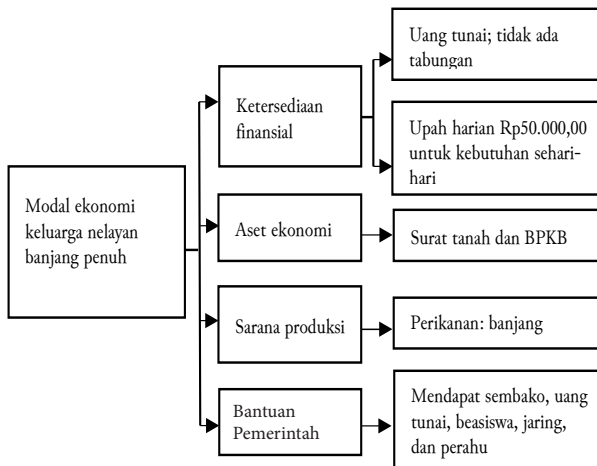 Modal ekonomi
keluarga nelayan
banjang penuh
Ketersediaan
finansial
Uang tunai; tidak ada
tabungan
Upah harian Rp50.000,00
untuk kebutuhan sehari-
hari
Aset ekonomi
Surat tanah dan BPKB
Sarana produksi
Perikanan: banjang
Bantuan
Pemerintah
Mendapat sembako, uang
tunai, beasiswa, jaring,
dan perahu